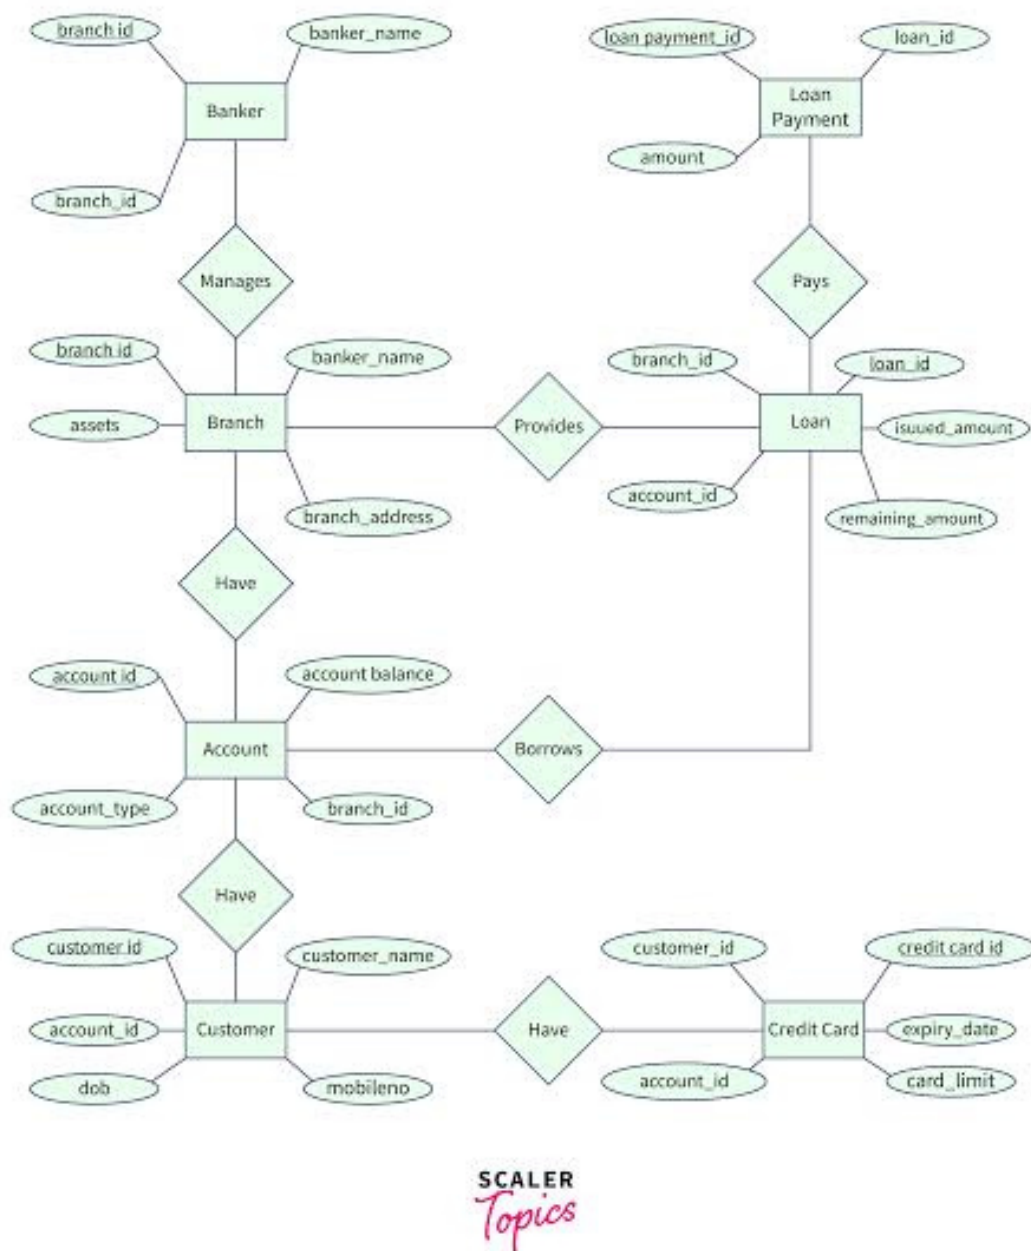 branch id
banker_name
Banker
branch_id
loan payment_id
loan_id
Loan
Payment
amount
Manages
Pays
branch id
banker_name
assets
Branch
branch_address
Provides
branch_id
loan_id
Loan
isuued_amount
account_id
remaining_amount
Have
account id
account balance
Account
account_type
branch_id
Borrows
Have
customer id
customer_name
account_id
Customer
dob
mobileno
Have
customer_id
credit card id
Credit Card
expiry_date
account_id
card_limit
SCALER
Topics